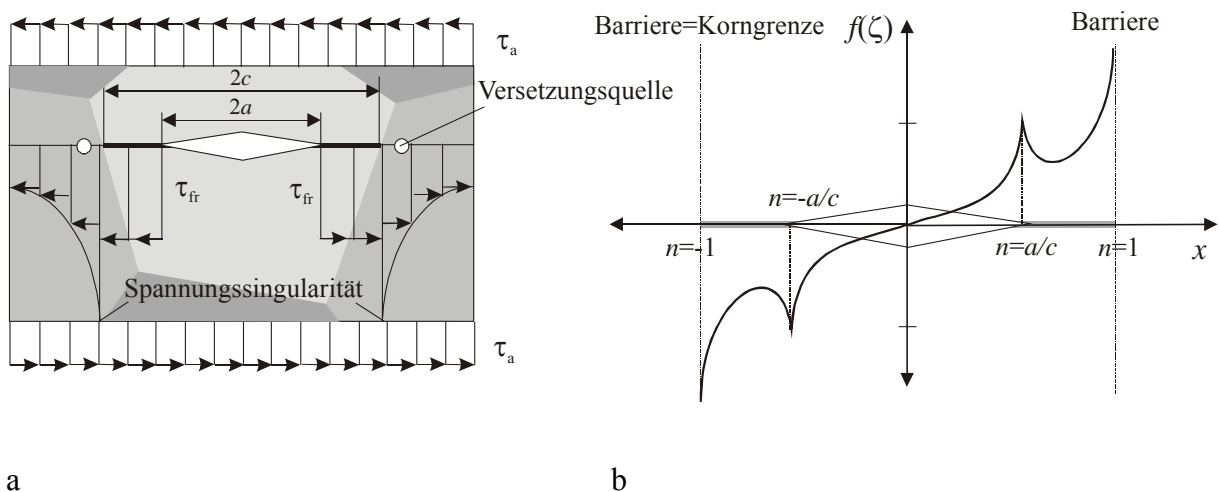 τa
2c
2a
Versetzungsquelle
τfr
τfr
Spannungssingularität
τa
a
Barriere=Korngrenze
f(ζ)
Barriere
n=-a/c
n=-1
n=a/c
n=1
x
b